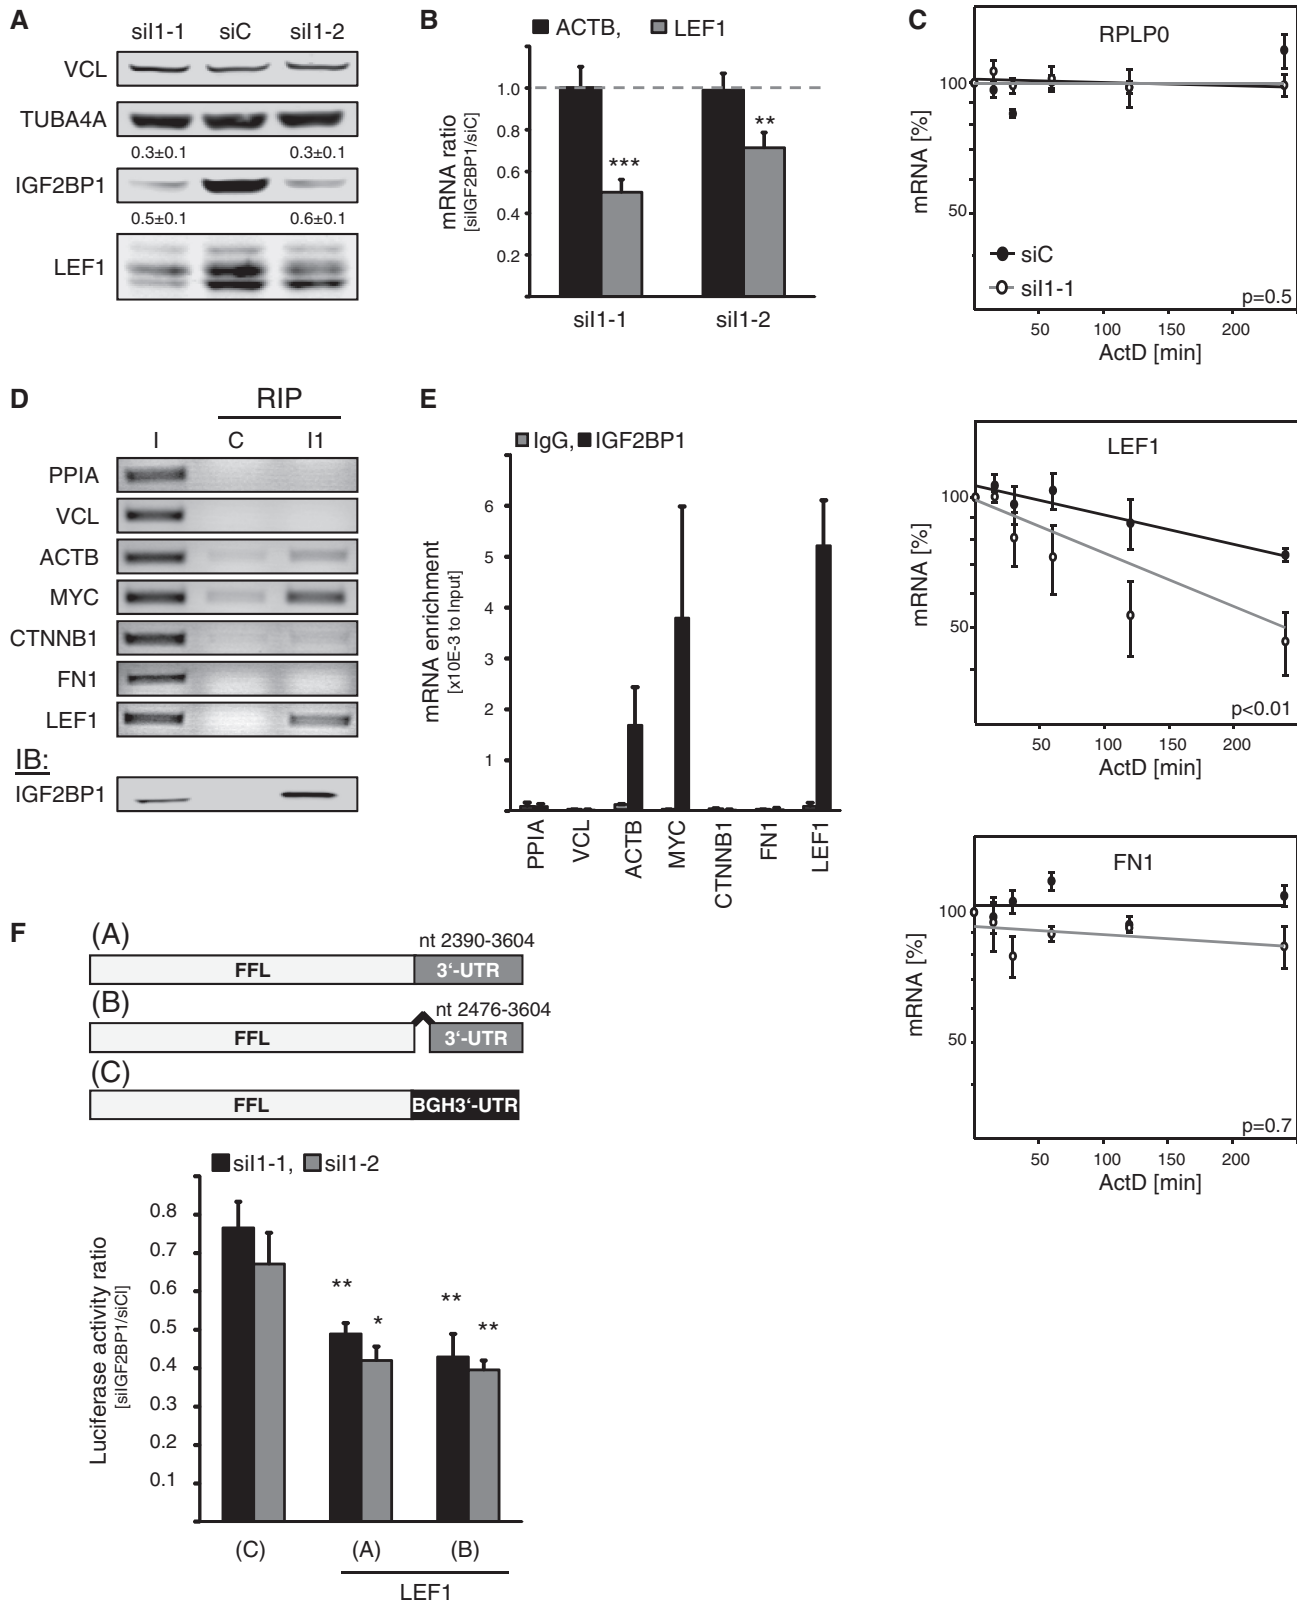 A
siI1-1 siC siI1-2
VCL
TUBA4A
0.3±0.1 0.3±0.1
IGF2BP1
0.5±0.1 0.6±0.1
LEF1
B
ACTB, LEF1
mRNA ratio
[siIGF2BP1/siC]
1.0
0.8
0.6
0.4
0.2
***
**
siI1-1 siI1-2
C
RPLP0
mRNA [%]
100
50
siC
siI1-1
p=0.5
50 100 150 200
ActD [min]
LEF1
mRNA [%]
100
50
p<0.01
50 100 150 200
ActD [min]
FN1
mRNA [%]
100
50
p=0.7
50 100 150 200
ActD [min]
D
RIP
I C I1
PPIA
VCL
ACTB
MYC
CTNNB1
FN1
LEF1
IB:
IGF2BP1
E
IgG, IGF2BP1
mRNA enrichment
[x10E-3 to Input]
6
5
4
3
2
1
PPIA VCL ACTB MYC CTNNB1 FN1 LEF1
F
(A)
nt 2390-3604
FFL 3‘-UTR
(B)
nt 2476-3604
FFL 3‘-UTR
(C)
FFL BGH3‘-UTR
siI1-1, siI1-2
Luciferase activity ratio
[siIGF2BP1/siCl]
0.8
0.7
0.6
0.5
0.4
0.3
0.2
0.1
** *
** **
(C) (A) (B)
LEF1